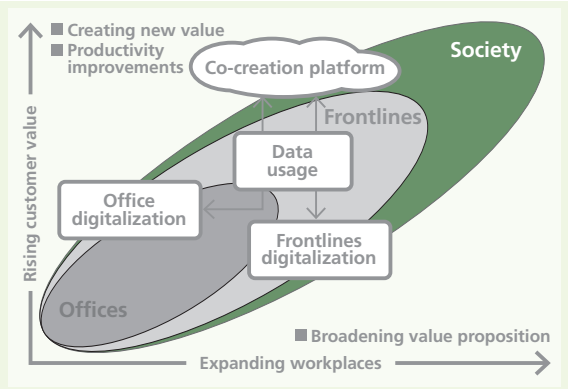 ■ Creating new value
■ Productivity
improvements
Co-creation platform
Society
Frontlines
Data
usage
Office
digitalization
Frontlines
digitalization
Offices
Rising customer value
■ Broadening value proposition
Expanding workplaces